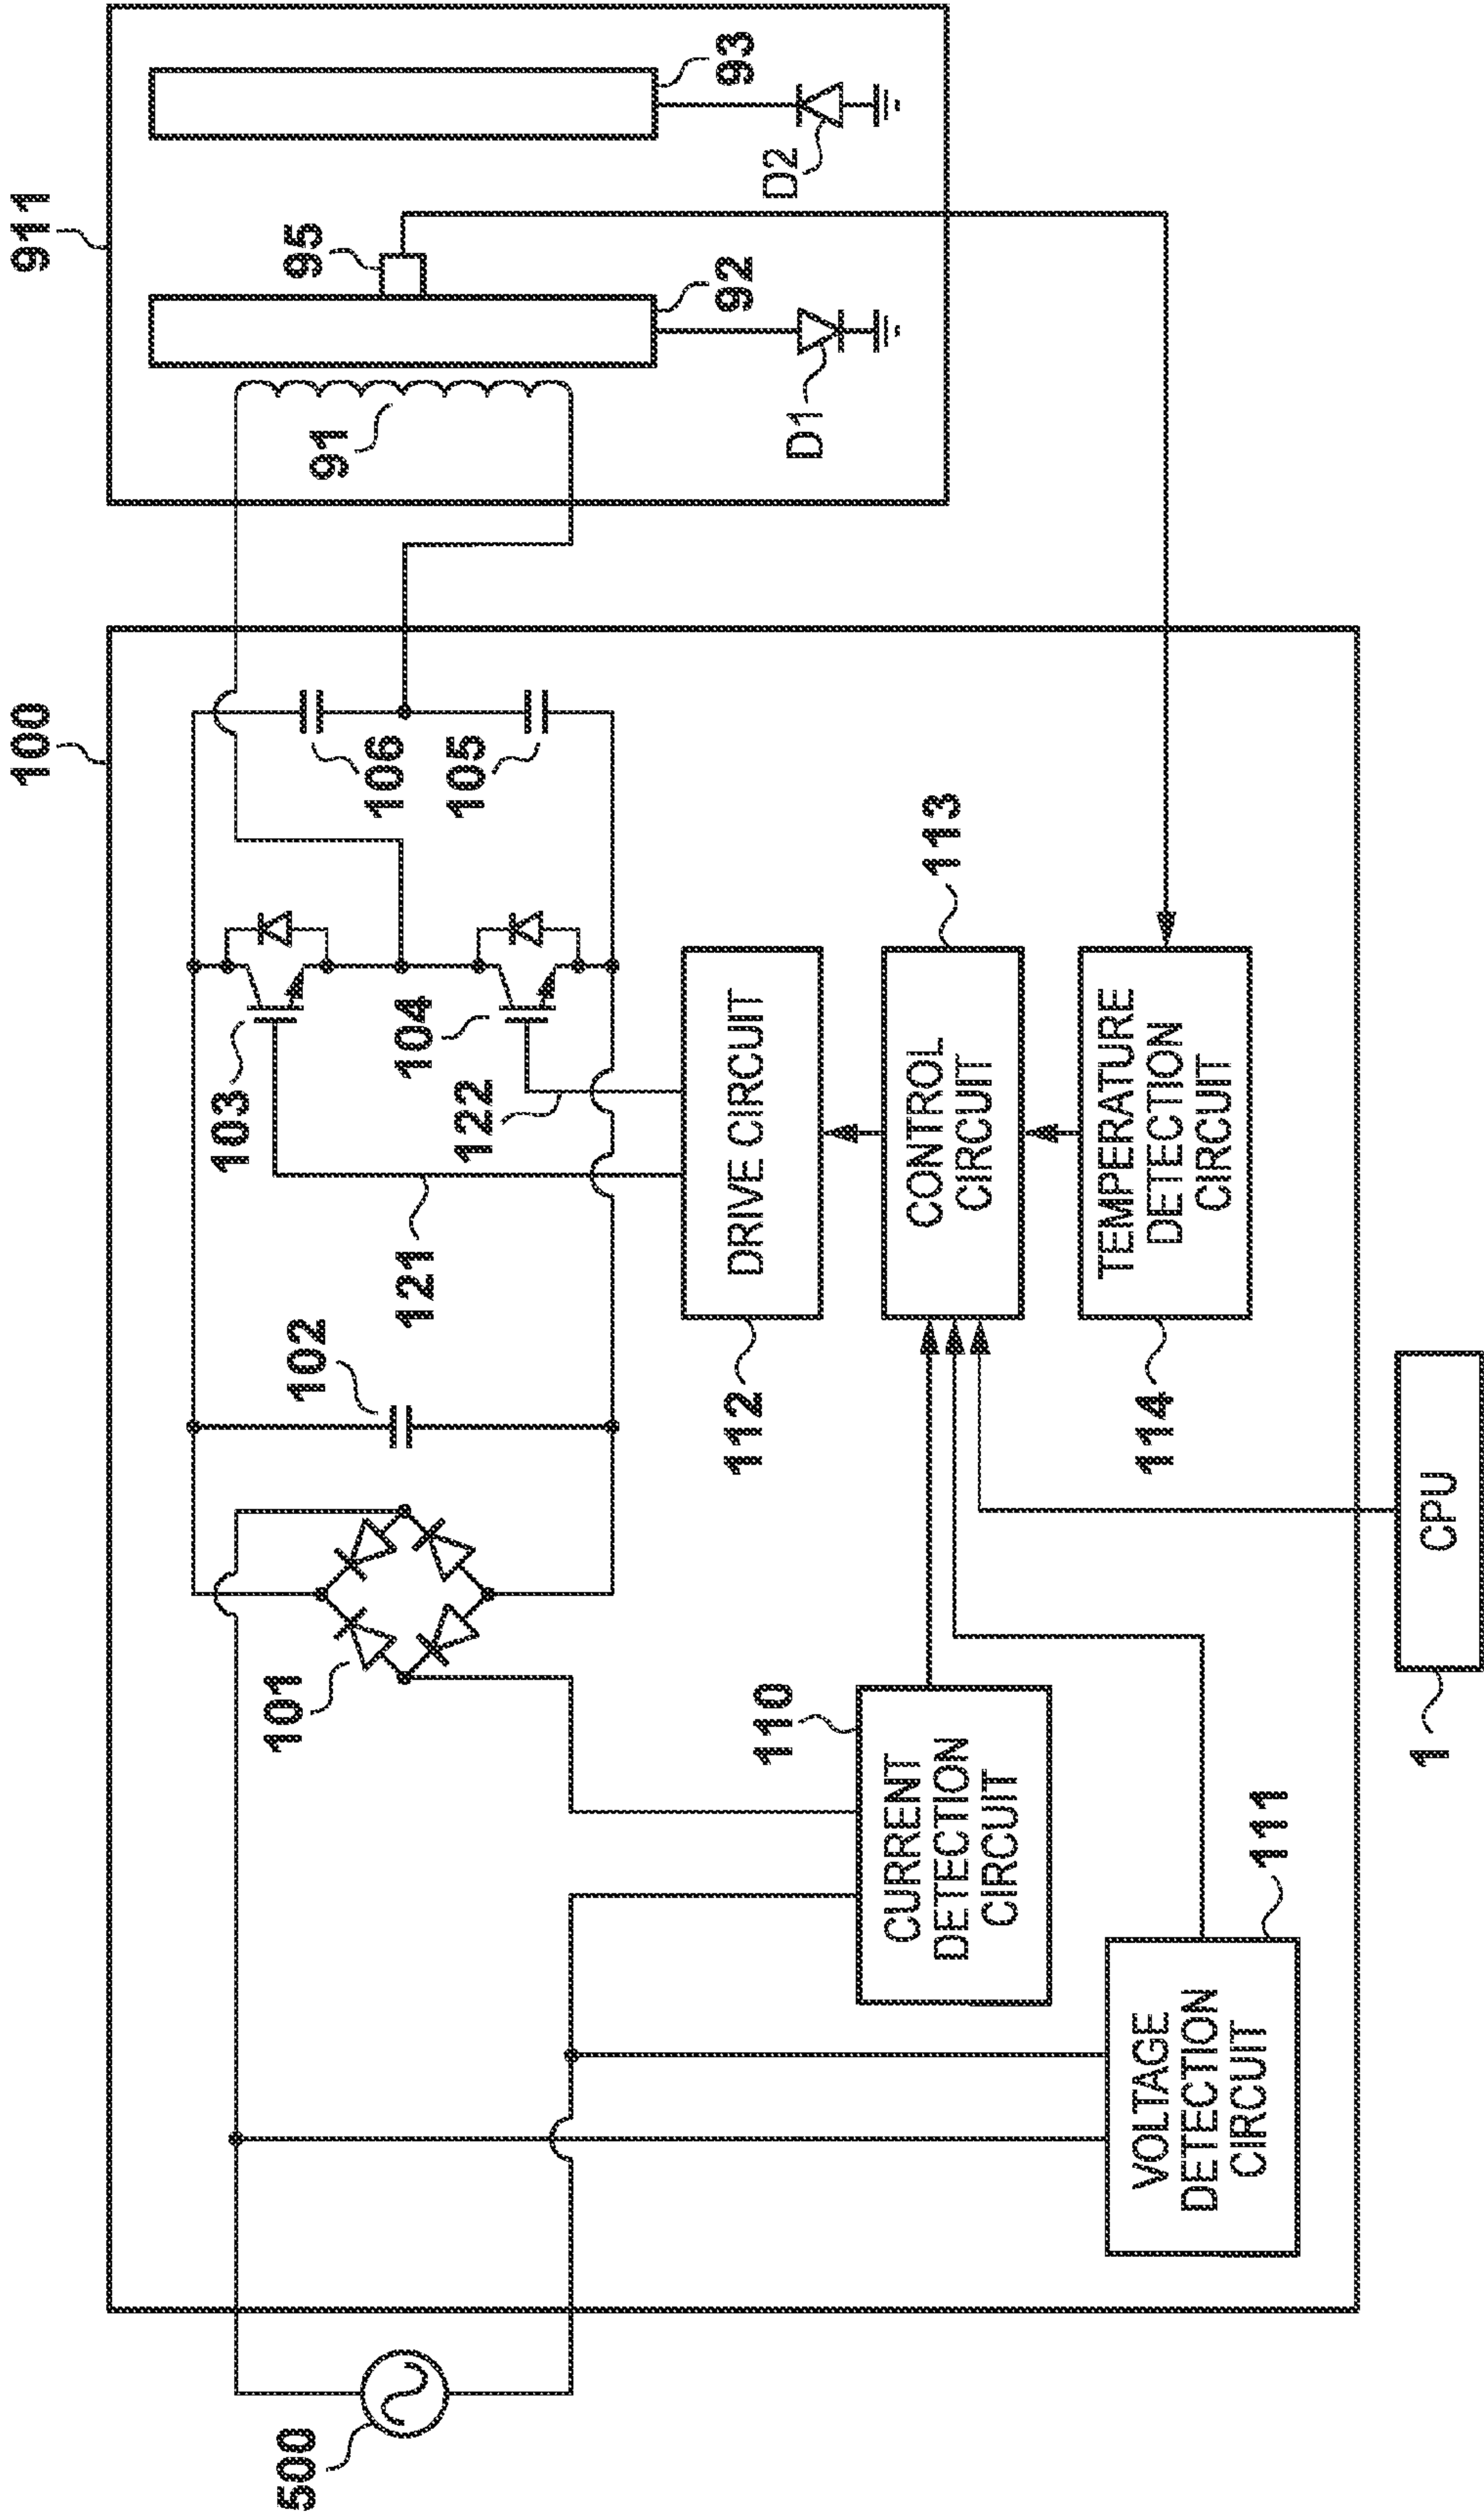 500
100
911
101
102
103
104
106
105
121
122
91
95
92
93
D1
D2
110
CURRENT
DETECTION
CIRCUIT
VOLTAGE
DETECTION
CIRCUIT
111
112
DRIVE CIRCUIT
CONTROL
CIRCUIT
113
114
TEMPERATURE
DETECTION
CIRCUIT
CPU
1